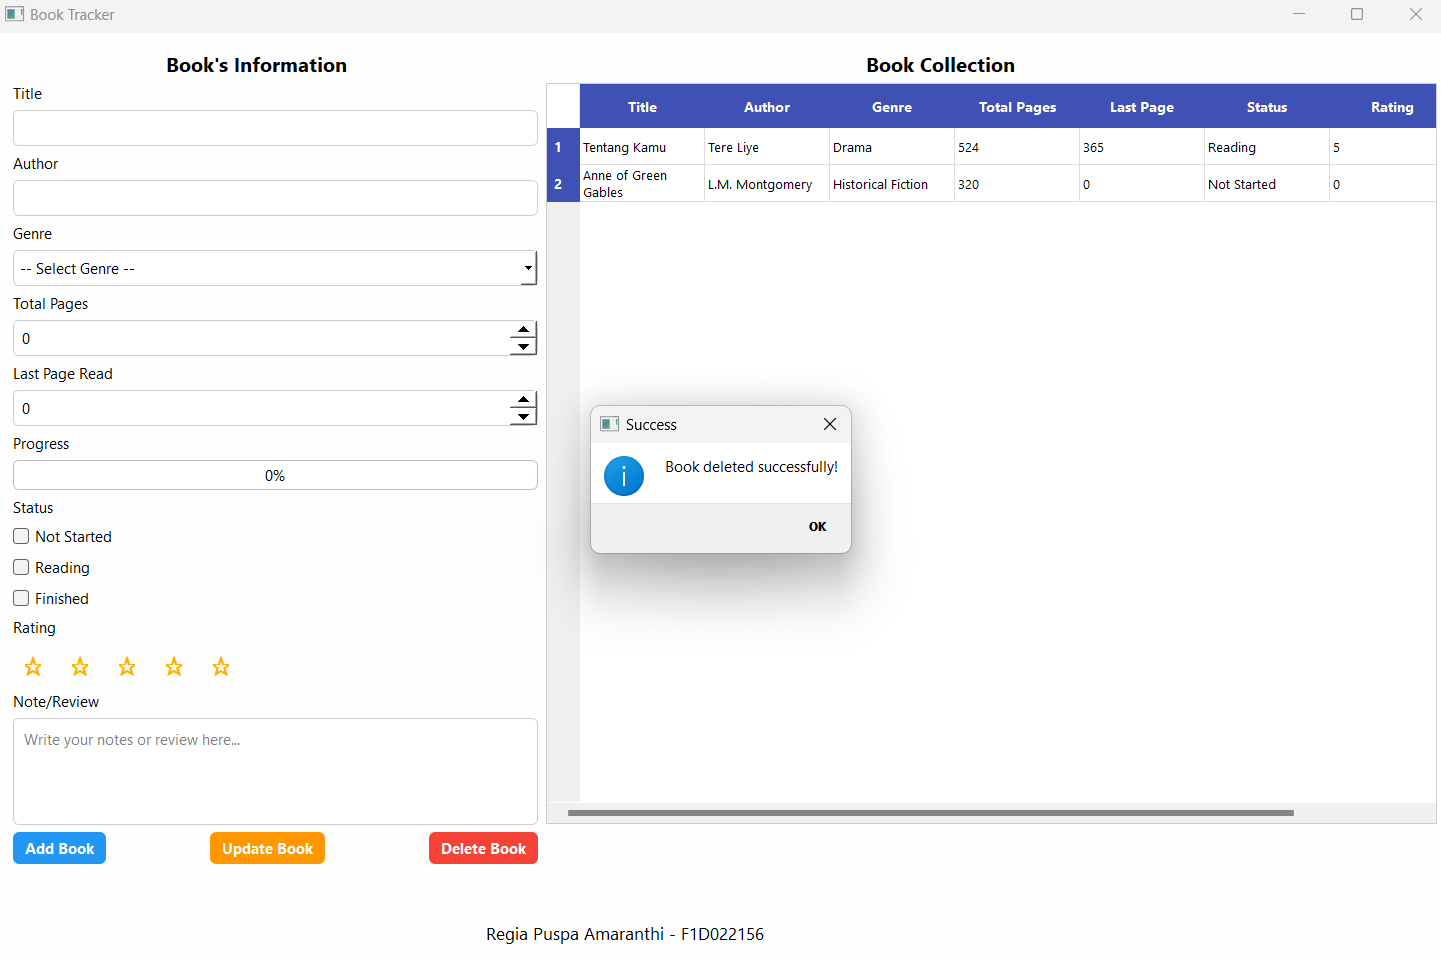 Book Tracker
Book's Information
Title
Author
Genre
-- Select Genre --
Total Pages
0
Last Page Read
0
Progress
0%
Status
Not Started
Reading
Finished
Rating
Note/Review
Write your notes or review here...
Add Book Update Book Delete Book
Book Collection
Title Author Genre Total Pages Last Page Status Rating
1 Tentang Kamu Tere Liye Drama 524 365 Reading 5
2 Anne of Green Gables L.M. Montgomery Historical Fiction 320 0 Not Started 0
Success
Book deleted successfully!
OK
Regia Puspa Amaranthi - F1D022156